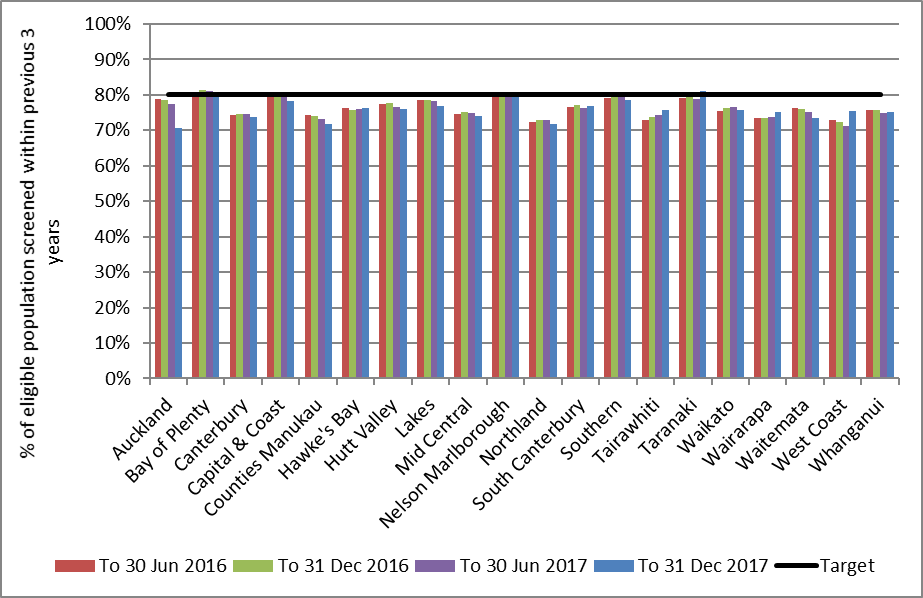 % of eligible population screened within previous 3
years
100%
90%
80%
70%
60%
50%
40%
30%
20%
10%
0%
Auckland
Bay of Plenty
Canterbury
Capital & Coast
Counties Manukau
Hawke's Bay
Hutt Valley
Lakes
Mid Central
Nelson Marlborough
Northland
South Canterbury
Southern
Tairawhiti
Taranaki
Waikato
Wairarapa
Waitemata
West Coast
Whanganui
To 30 Jun 2016 To 31 Dec 2016 To 30 Jun 2017 To 31 Dec 2017 Target